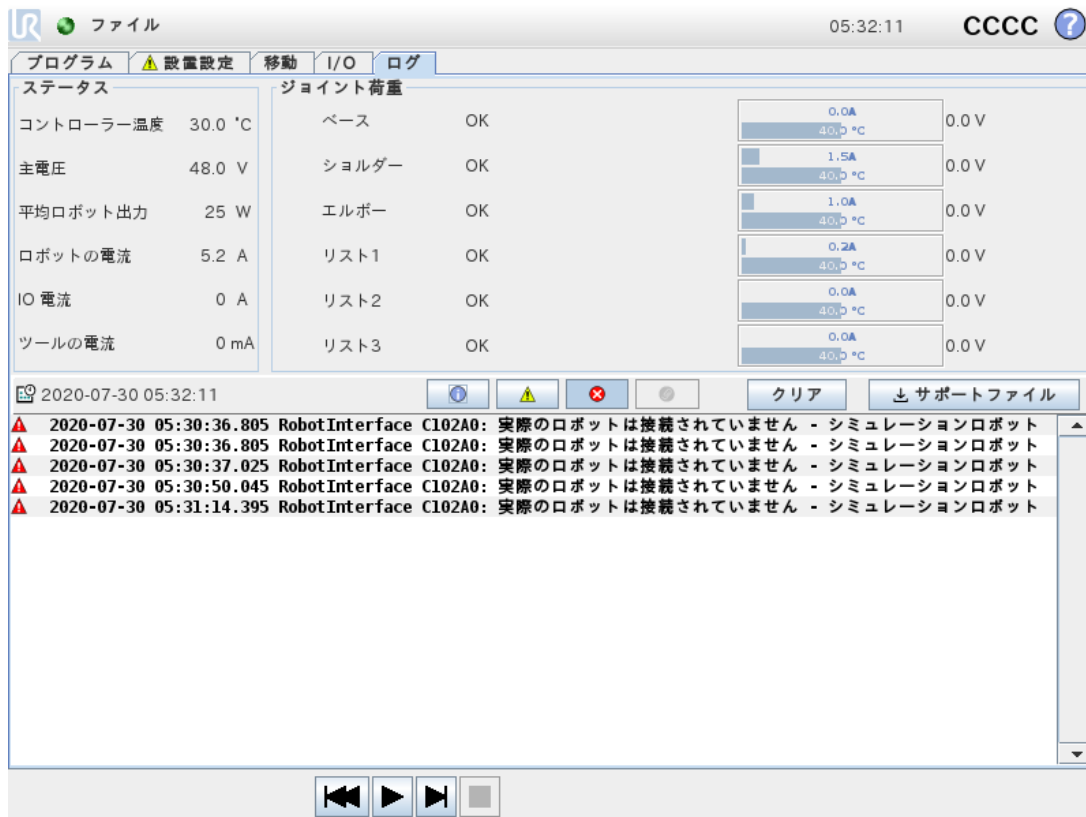 UR ファイル 05:32:11 CCCC ?
プログラム 設置設定 移動 I/O ログ
ステータス ジョイント荷重
コントローラー温度 30.0 °C ベース OK 0.0A 40.0 °C 0.0 V
主電圧 48.0 V ショルダー OK 1.5A 40.0 °C 0.0 V
平均ロボット出力 25 W エルボー OK 1.0A 40.0 °C 0.0 V
ロボットの電流 5.2 A リスト1 OK 0.2A 40.0 °C 0.0 V
IO 電流 0 A リスト2 OK 0.0A 40.0 °C 0.0 V
ツールの電流 0 mA リスト3 OK 0.0A 40.0 °C 0.0 V
2020-07-30 05:32:11 クリア サポートファイル
2020-07-30 05:30:36.805 RobotInterface C102A0: 実際のロボットは接続されていません - シミュレーションロボット
2020-07-30 05:30:36.805 RobotInterface C102A0: 実際のロボットは接続されていません - シミュレーションロボット
2020-07-30 05:30:37.025 RobotInterface C102A0: 実際のロボットは接続されていません - シミュレーションロボット
2020-07-30 05:30:50.045 RobotInterface C102A0: 実際のロボットは接続されていません - シミュレーションロボット
2020-07-30 05:31:14.395 RobotInterface C102A0: 実際のロボットは接続されていません - シミュレーションロボット